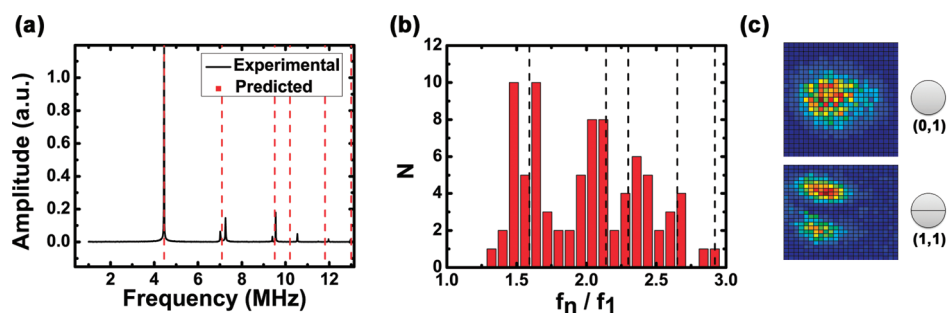 (a)
Amplitude (a.u.)
1.0
0.8
0.6
0.4
0.2
0.0
Experimental
Predicted
2 4 6 8 10 12
Frequency (MHz)
(b)
N
12
10
8
6
4
2
0
1.0 1.5 2.0 2.5 3.0
fn / f1
(c)
(0,1)
(1,1)